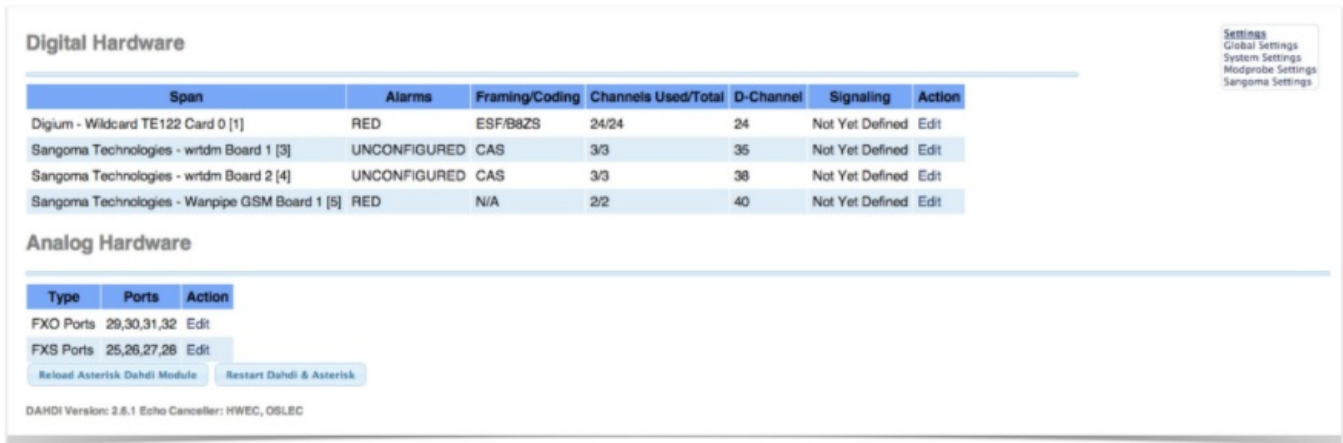 Digital Hardware
Settings
Global Settings
System Settings
Modprobe Settings
Sangoma Settings
Span Alarms Framing/Coding Channels Used/Total D-Channel Signaling Action
Digium - Wildcard TE122 Card 0 [1] RED ESF/B8ZS 24/24 24 Not Yet Defined Edit
Sangoma Technologies - wrtdm Board 1 [3] UNCONFIGURED CAS 3/3 35 Not Yet Defined Edit
Sangoma Technologies - wrtdm Board 2 [4] UNCONFIGURED CAS 3/3 38 Not Yet Defined Edit
Sangoma Technologies - Wanpipe GSM Board 1 [5] RED N/A 2/2 40 Not Yet Defined Edit
Analog Hardware
Type Ports Action
FXO Ports 29,30,31,32 Edit
FXS Ports 25,26,27,28 Edit
Reload Asterisk Dahdi Module Restart Dahdi & Asterisk
DAHDI Version: 2.6.1 Echo Canceller: HWEC, OSLEC